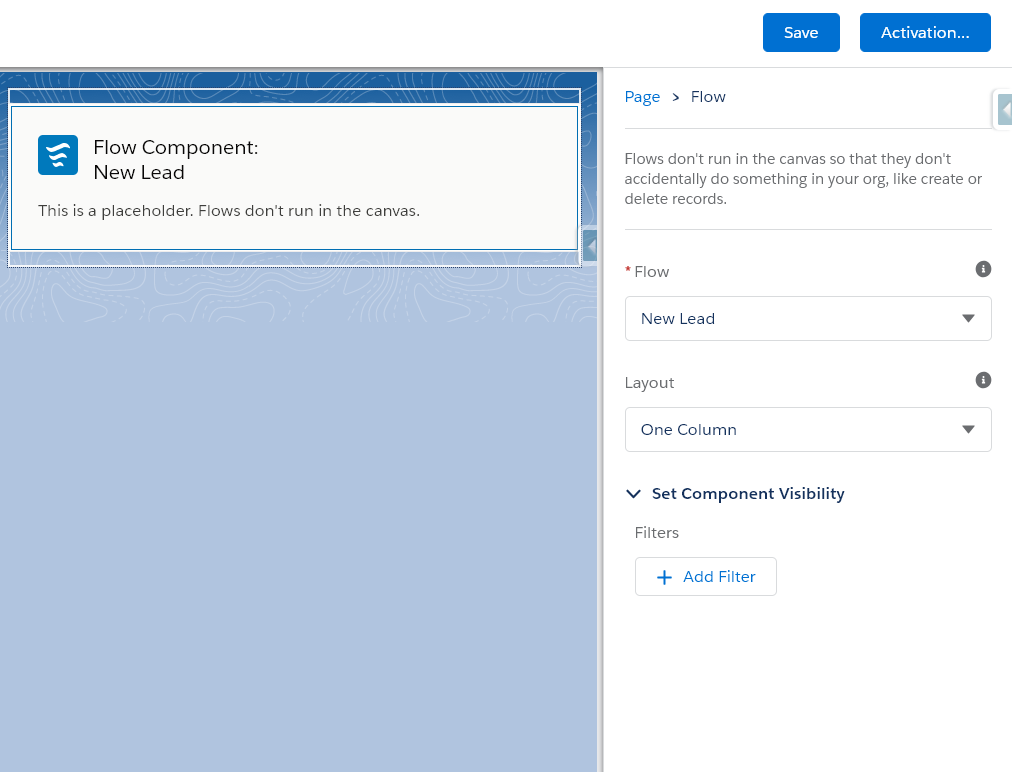 Save
Activation...
Page > Flow
Flow Component:
New Lead
This is a placeholder. Flows don't run in the canvas.
Flows don't run in the canvas so that they don't
accidentally do something in your org, like create or
delete records.
* Flow
New Lead
Layout
One Column
Set Component Visibility
Filters
+ Add Filter